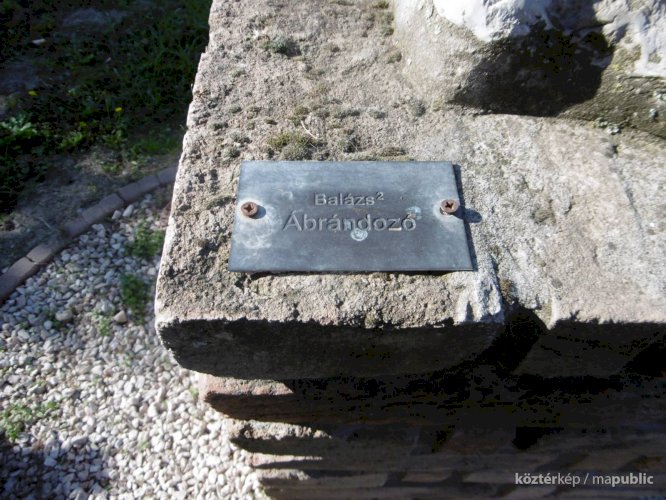 Balázs²
Ábrándozó
köztérkép / mapublic